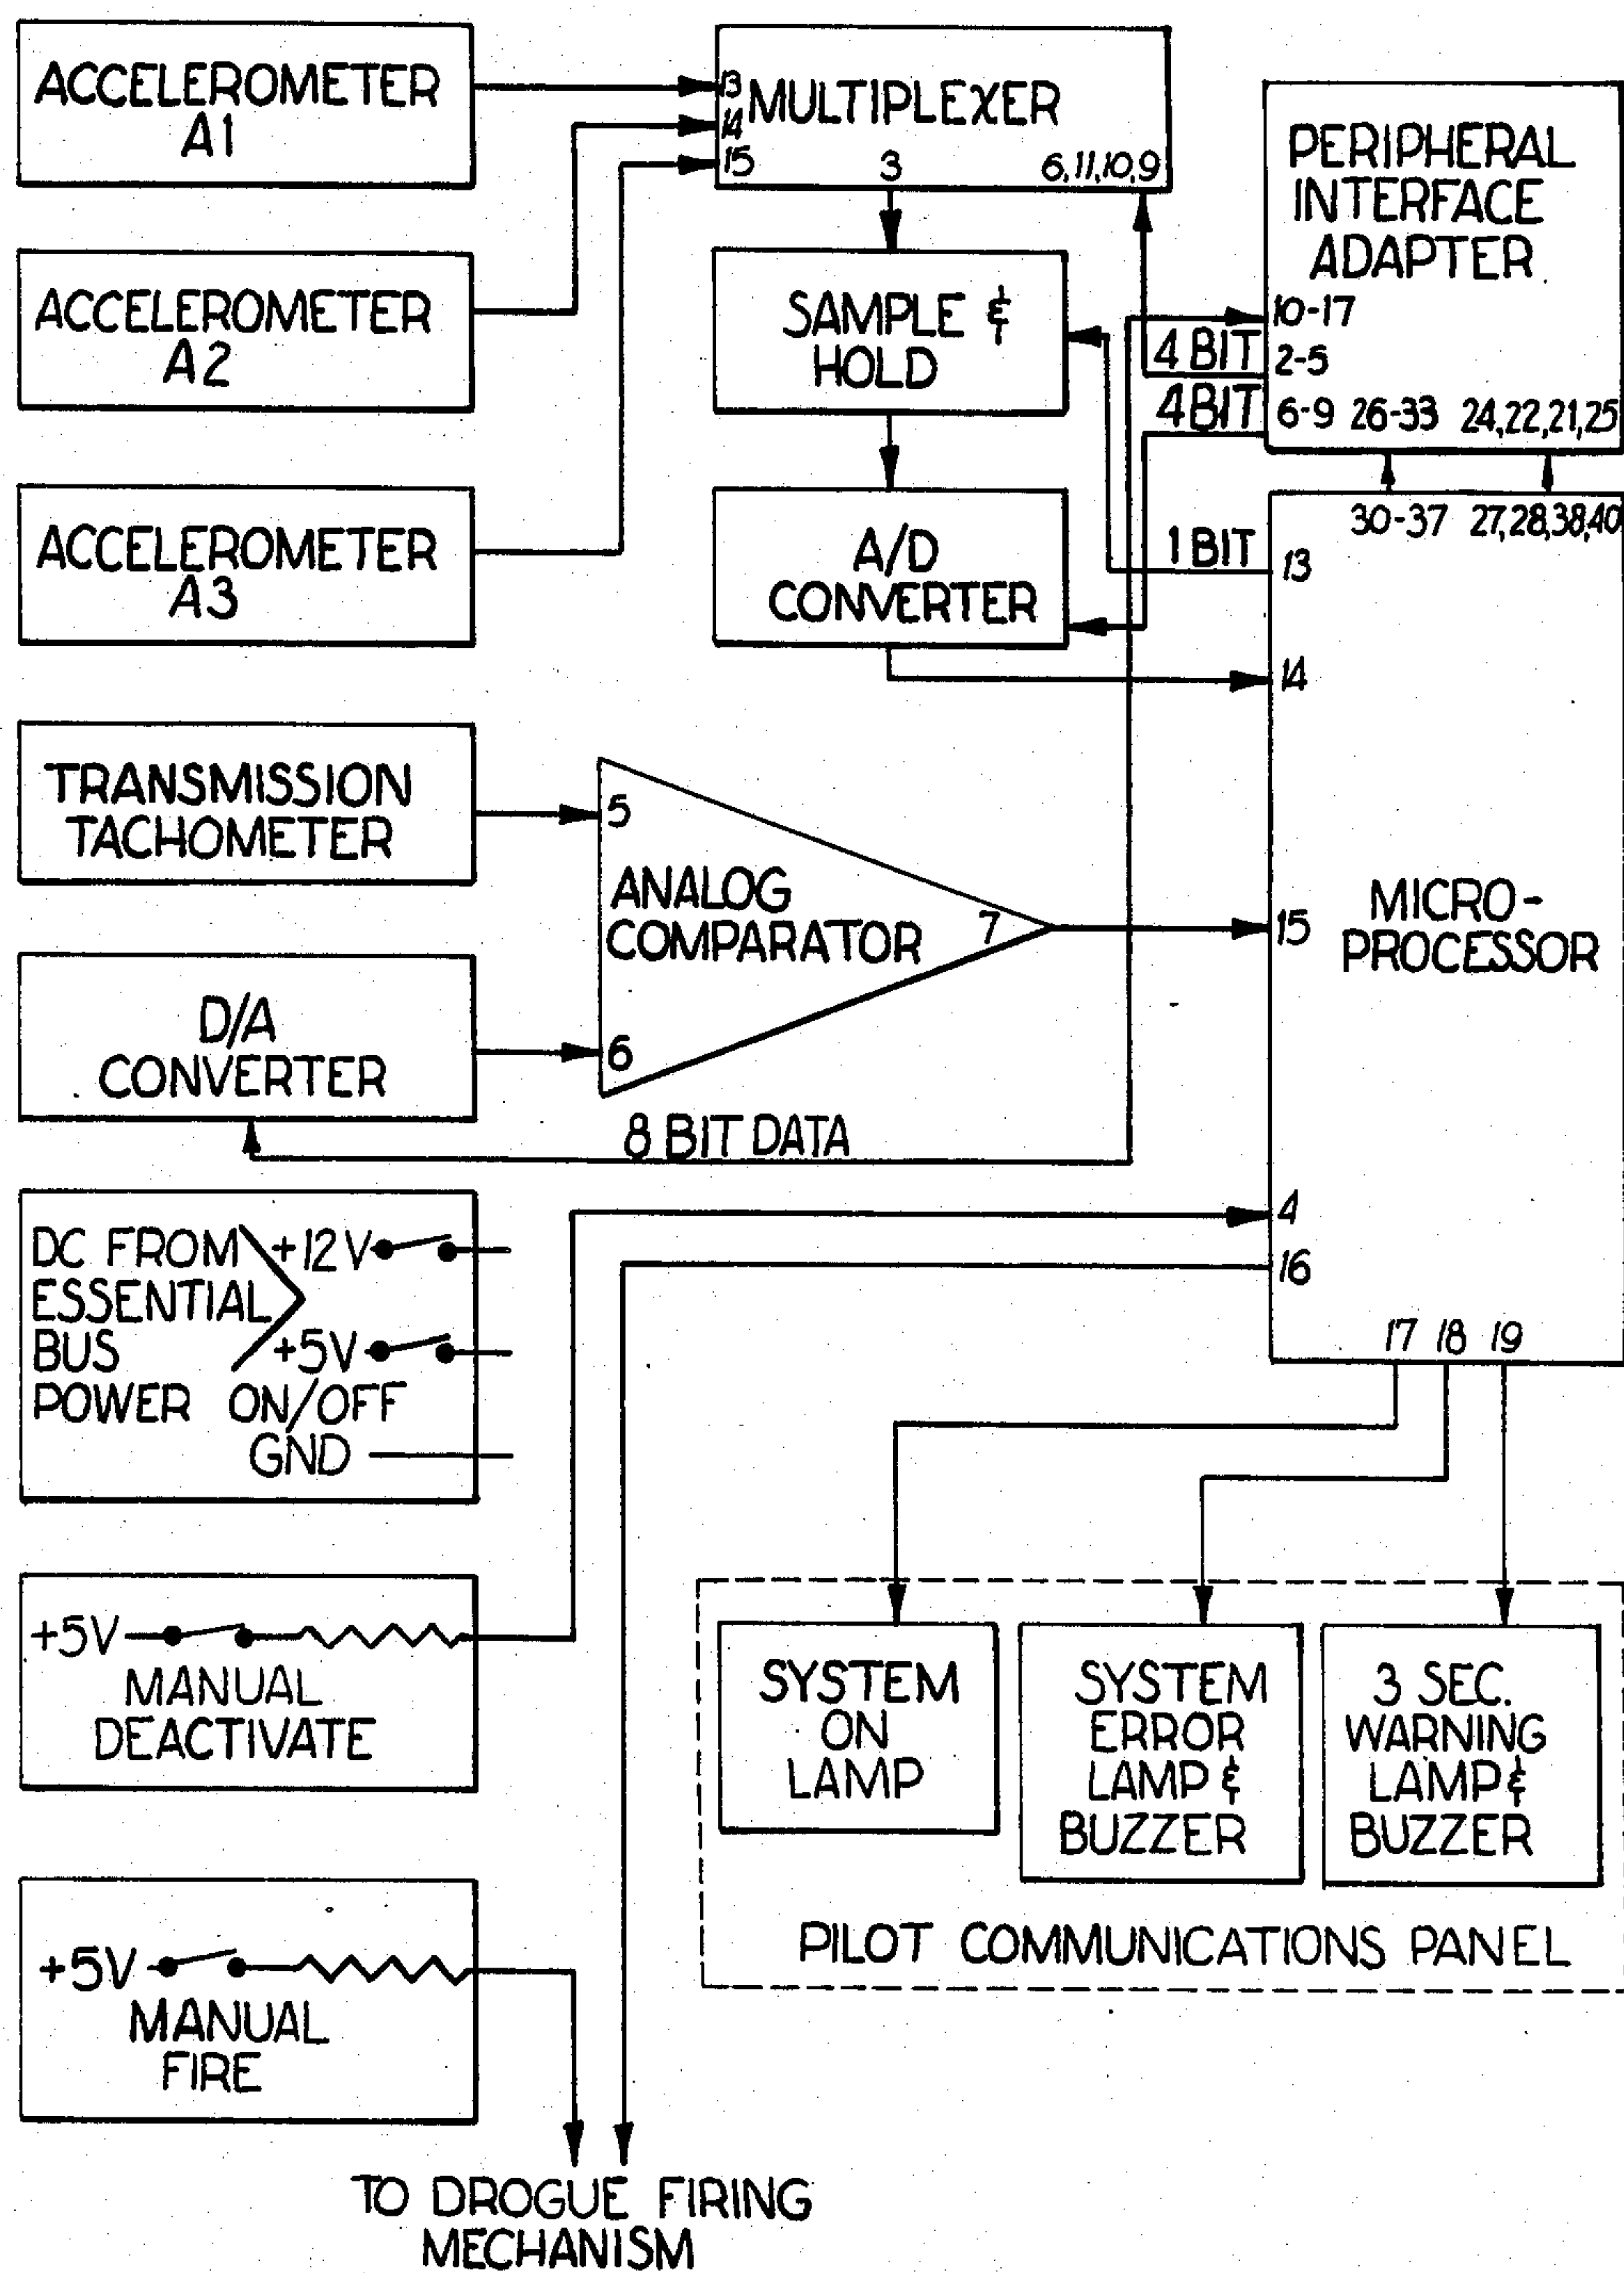 ACCELEROMETER
A1
13
14
15
MULTIPLEXER
3
6,11,10,9
PERIPHERAL
INTERFACE
ADAPTER
10-17
2-5
6-9 26-33 24,22,21,25
4 BIT
4 BIT
ACCELEROMETER
A2
SAMPLE &
HOLD
ACCELEROMETER
A3
A/D
CONVERTER
1 BIT
30-37 27,28,38,40
13
14
15
MICRO-
PROCESSOR
4
16
17 18 19
TRANSMISSION
TACHOMETER
5
ANALOG
COMPARATOR
7
6
D/A
CONVERTER
8 BIT DATA
DC FROM +12V
ESSENTIAL
BUS +5V
POWER ON/OFF
GND
+5V
MANUAL
DEACTIVATE
+5V
MANUAL
FIRE
SYSTEM
ON
LAMP
SYSTEM
ERROR
LAMP &
BUZZER
3 SEC.
WARNING
LAMP &
BUZZER
PILOT COMMUNICATIONS PANEL
TO DROGUE FIRING
MECHANISM